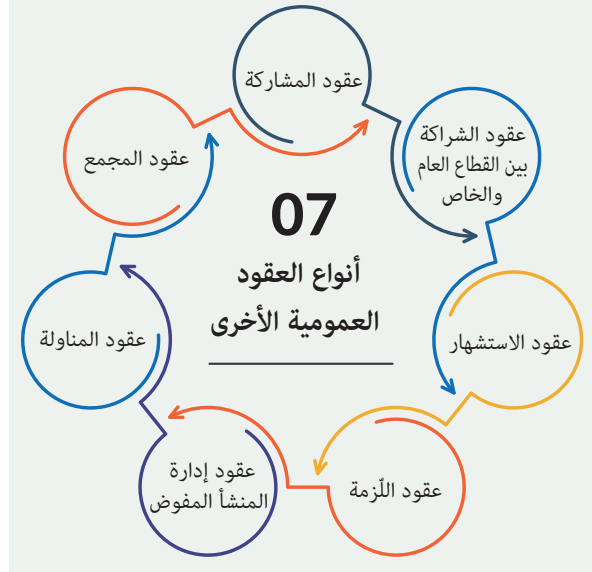 عقود المشاركة
عقود الشراكة
بين القطاع العام
والخاص
عقود الاستشهار
عقود اللّزمة
عقود إدارة
المنشأ المفوض
عقود المناولة
عقود المجمع
07
أنواع العقود
العمومية الأخرى